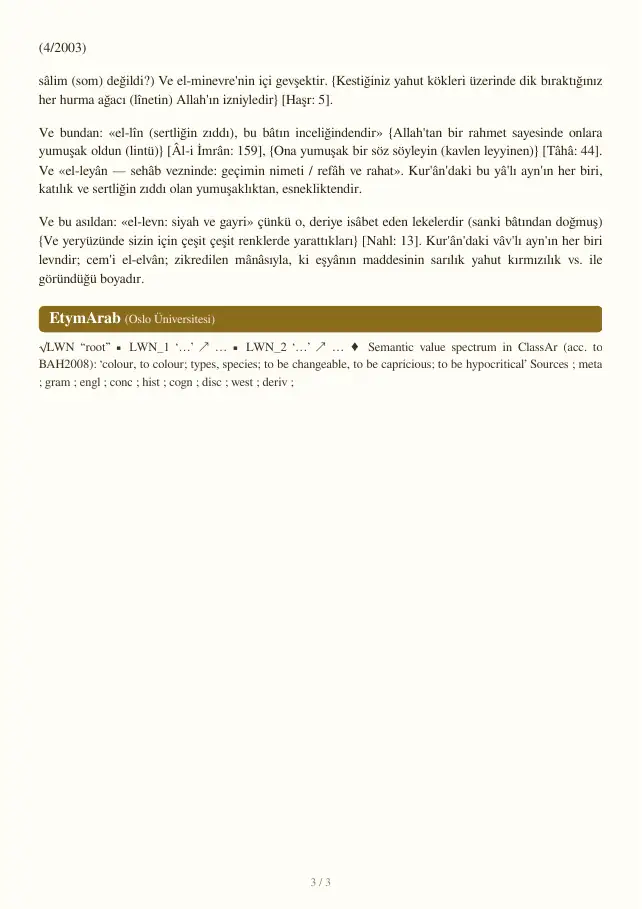 (4/2003)
sâlim (som) değildi?) Ve el-minevre'nin içi gevşektir. {Kestiğiniz yahut kökleri üzerinde dik bıraktığınız
her hurma ağacı (lînetin) Allah'ın izniyledir} [Haşr: 5].
Ve bundan: «el-lîn (sertliğin zıddı), bu bâtın inceliğindendir» {Allah'tan bir rahmet sayesinde onlara
yumuşak oldun (lintü)} [Âl-i İmrân: 159], {Ona yumuşak bir söz söyleyin (kavlen leyyinen)} [Tâhâ: 44].
Ve «el-leyân — sehâb vezninde: geçimin nimeti / refâh ve rahat». Kur'ân'daki bu yâ'lı ayn'ın her biri,
katılık ve sertliğin zıddı olan yumuşaklıktan, esnekliktendir.
Ve bu asıldan: «el-levn: siyah ve gayri» çünkü o, deriye isâbet eden lekelerdir (sanki bâtından doğmuş)
{Ve yeryüzünde sizin için çeşit çeşit renklerde yarattıkları} [Nahl: 13]. Kur'ân'daki vâv'lı ayn'ın her biri
levndir; cem'i el-elvân; zikredilen mânâsıyla, ki eşyânın maddesinin sarılık yahut kırmızılık vs. ile
göründüğü boyadır.
EtymArab (Oslo Üniversitesi)
√LWN “root” ▪ LWN_1 ‘…’ ↗ … ▪ LWN_2 ‘…’ ↗ … ♦ Semantic value spectrum in ClassAr (acc. to
BAH2008): ‘colour, to colour; types, species; to be changeable, to be capricious; to be hypocritical’ Sources ; meta
; gram ; engl ; conc ; hist ; cogn ; disc ; west ; deriv ;
3 / 3